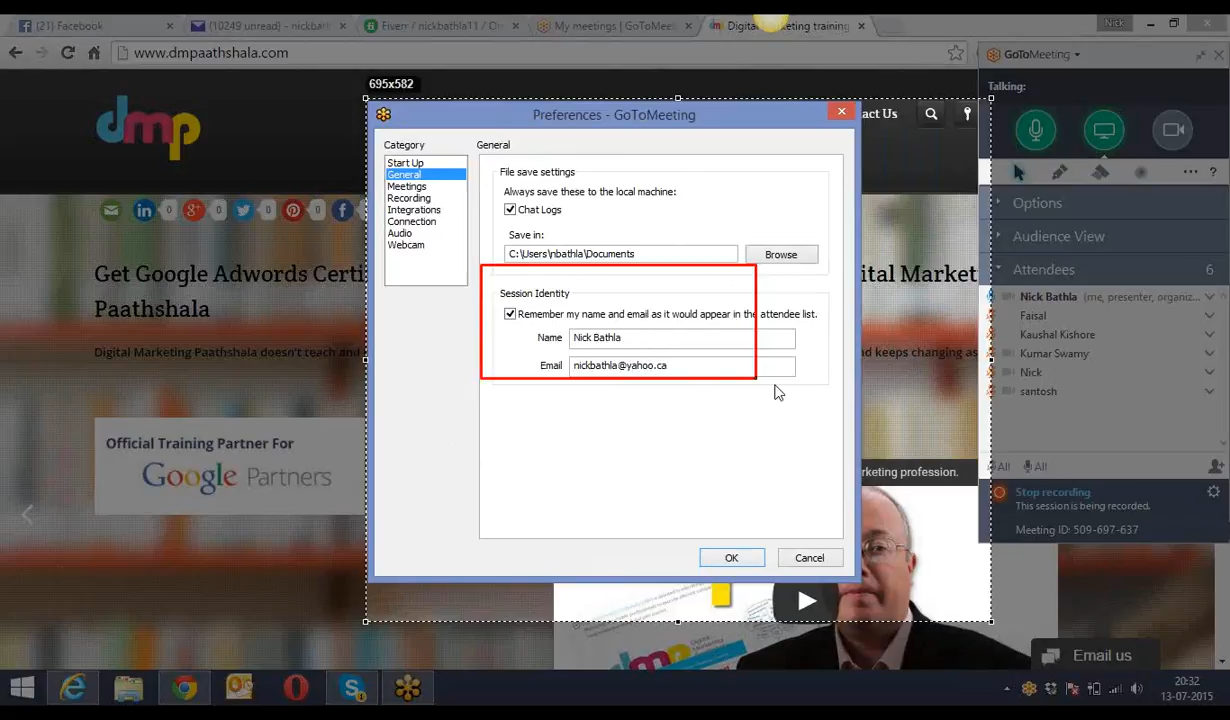 (21) Facebook
(10249 unread) - nickbathl
Fiverr / nickbathla11 / O
My meetings | GoToMeeti
Digital Marketing training
Nick
www.dmpaathshala.com
695x582
GoToMeeting
Talking:
dmp
act Us
Preferences - GoToMeeting
Category
Start Up
General
Meetings
Recording
Integrations
Connection
Audio
Webcam
General
File save settings
Always save these to the local machine:
Chat Logs
Save in:
C:\Users\nbathla\Documents
Browse
Session Identity
Remember my name and email as it would appear in the attendee list.
Name
Nick Bathla
Email
nickbathla@yahoo.ca
OK
Cancel
0 0 0 0
Get Google Adwords Certi
ital Market
Paathshala
Digital Marketing Paathshala doesn't teach and
and keeps changing as
Official Training Partner For
Google Partners
rketing profession.
Options
Audience View
Attendees 6
Nick Bathla (me, presenter, organiz...
Faisal
Kaushal Kishore
Kumar Swamy
Nick
santosh
All All
Stop recording
This session is being recorded.
Meeting ID: 509-697-637
Email us
20:32
13-07-2015